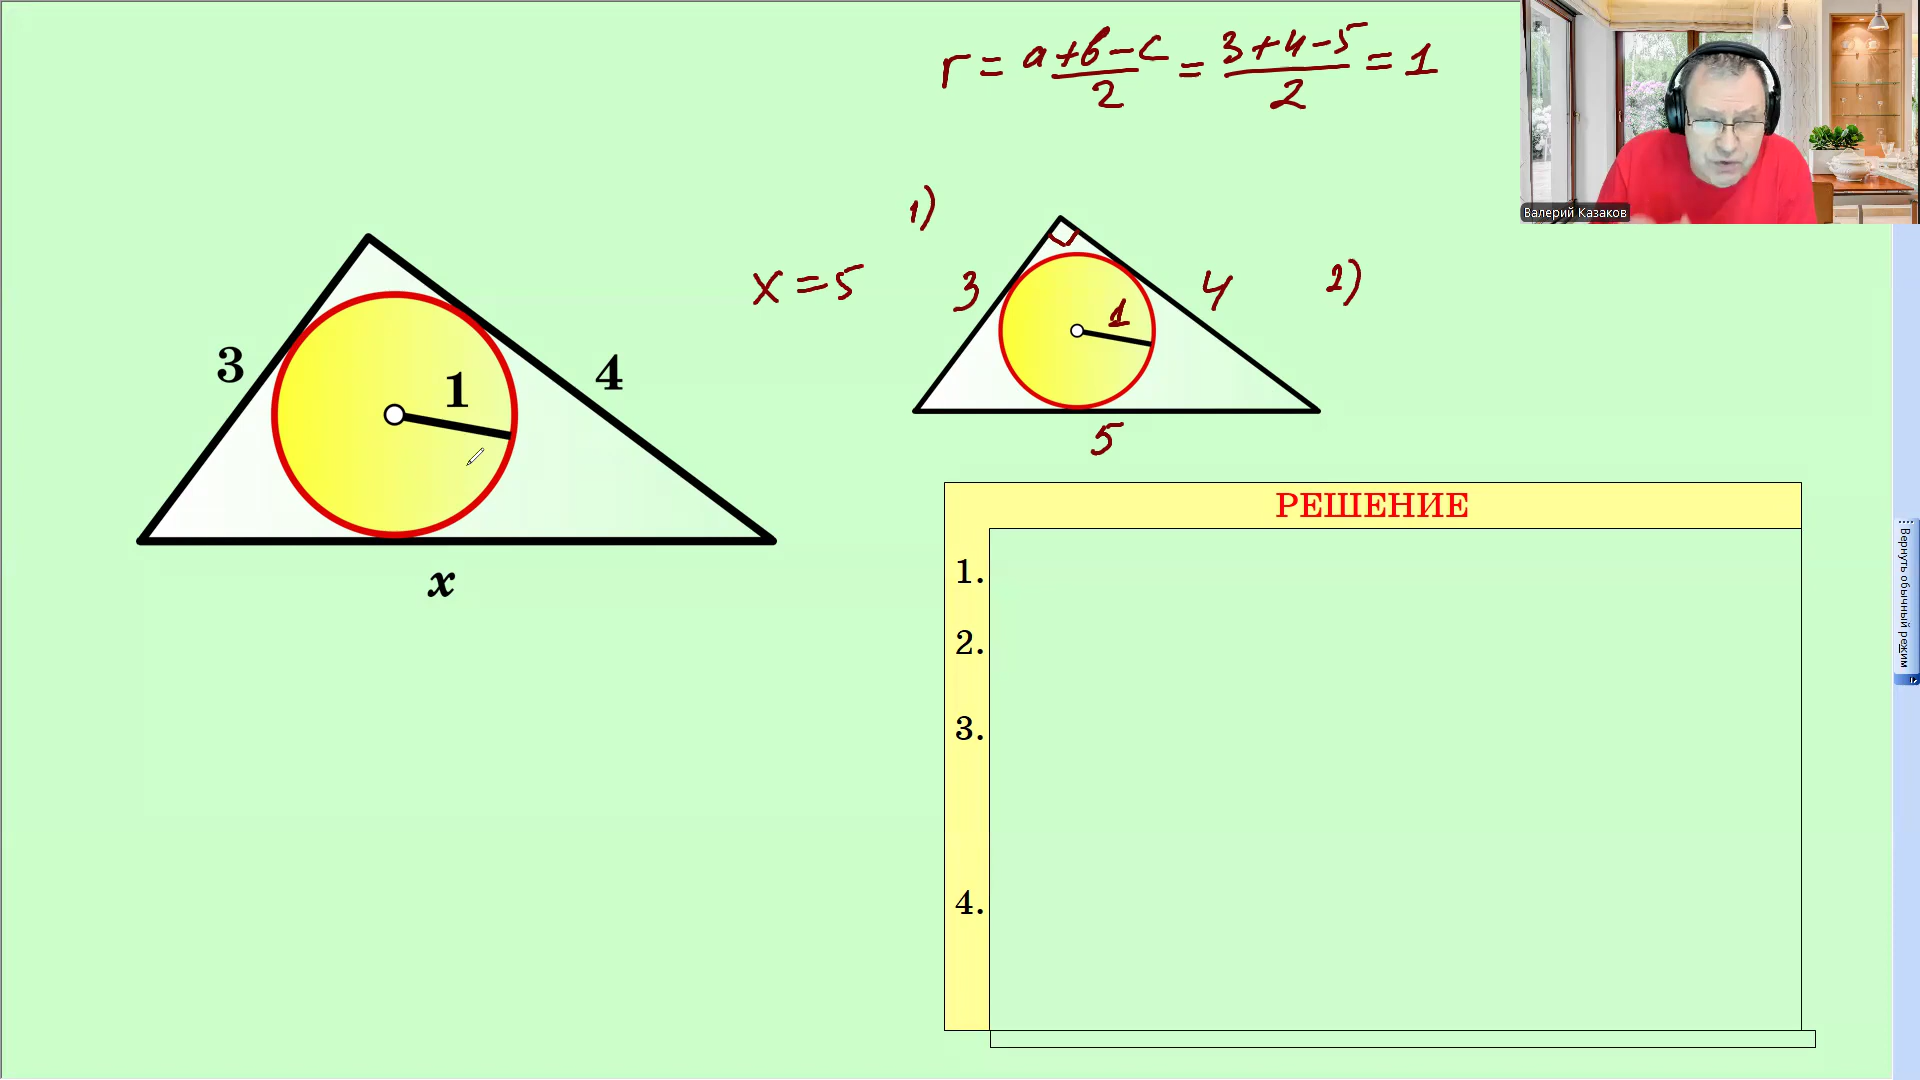 r = a+b-c/2 = 3+4-5/2 = 1
Валерий Казаков
1)
x = 5
3
4
1
2)
5
3
4
1
x
РЕШЕНИЕ
1.
2.
3.
4.
Вернуть обычный режим